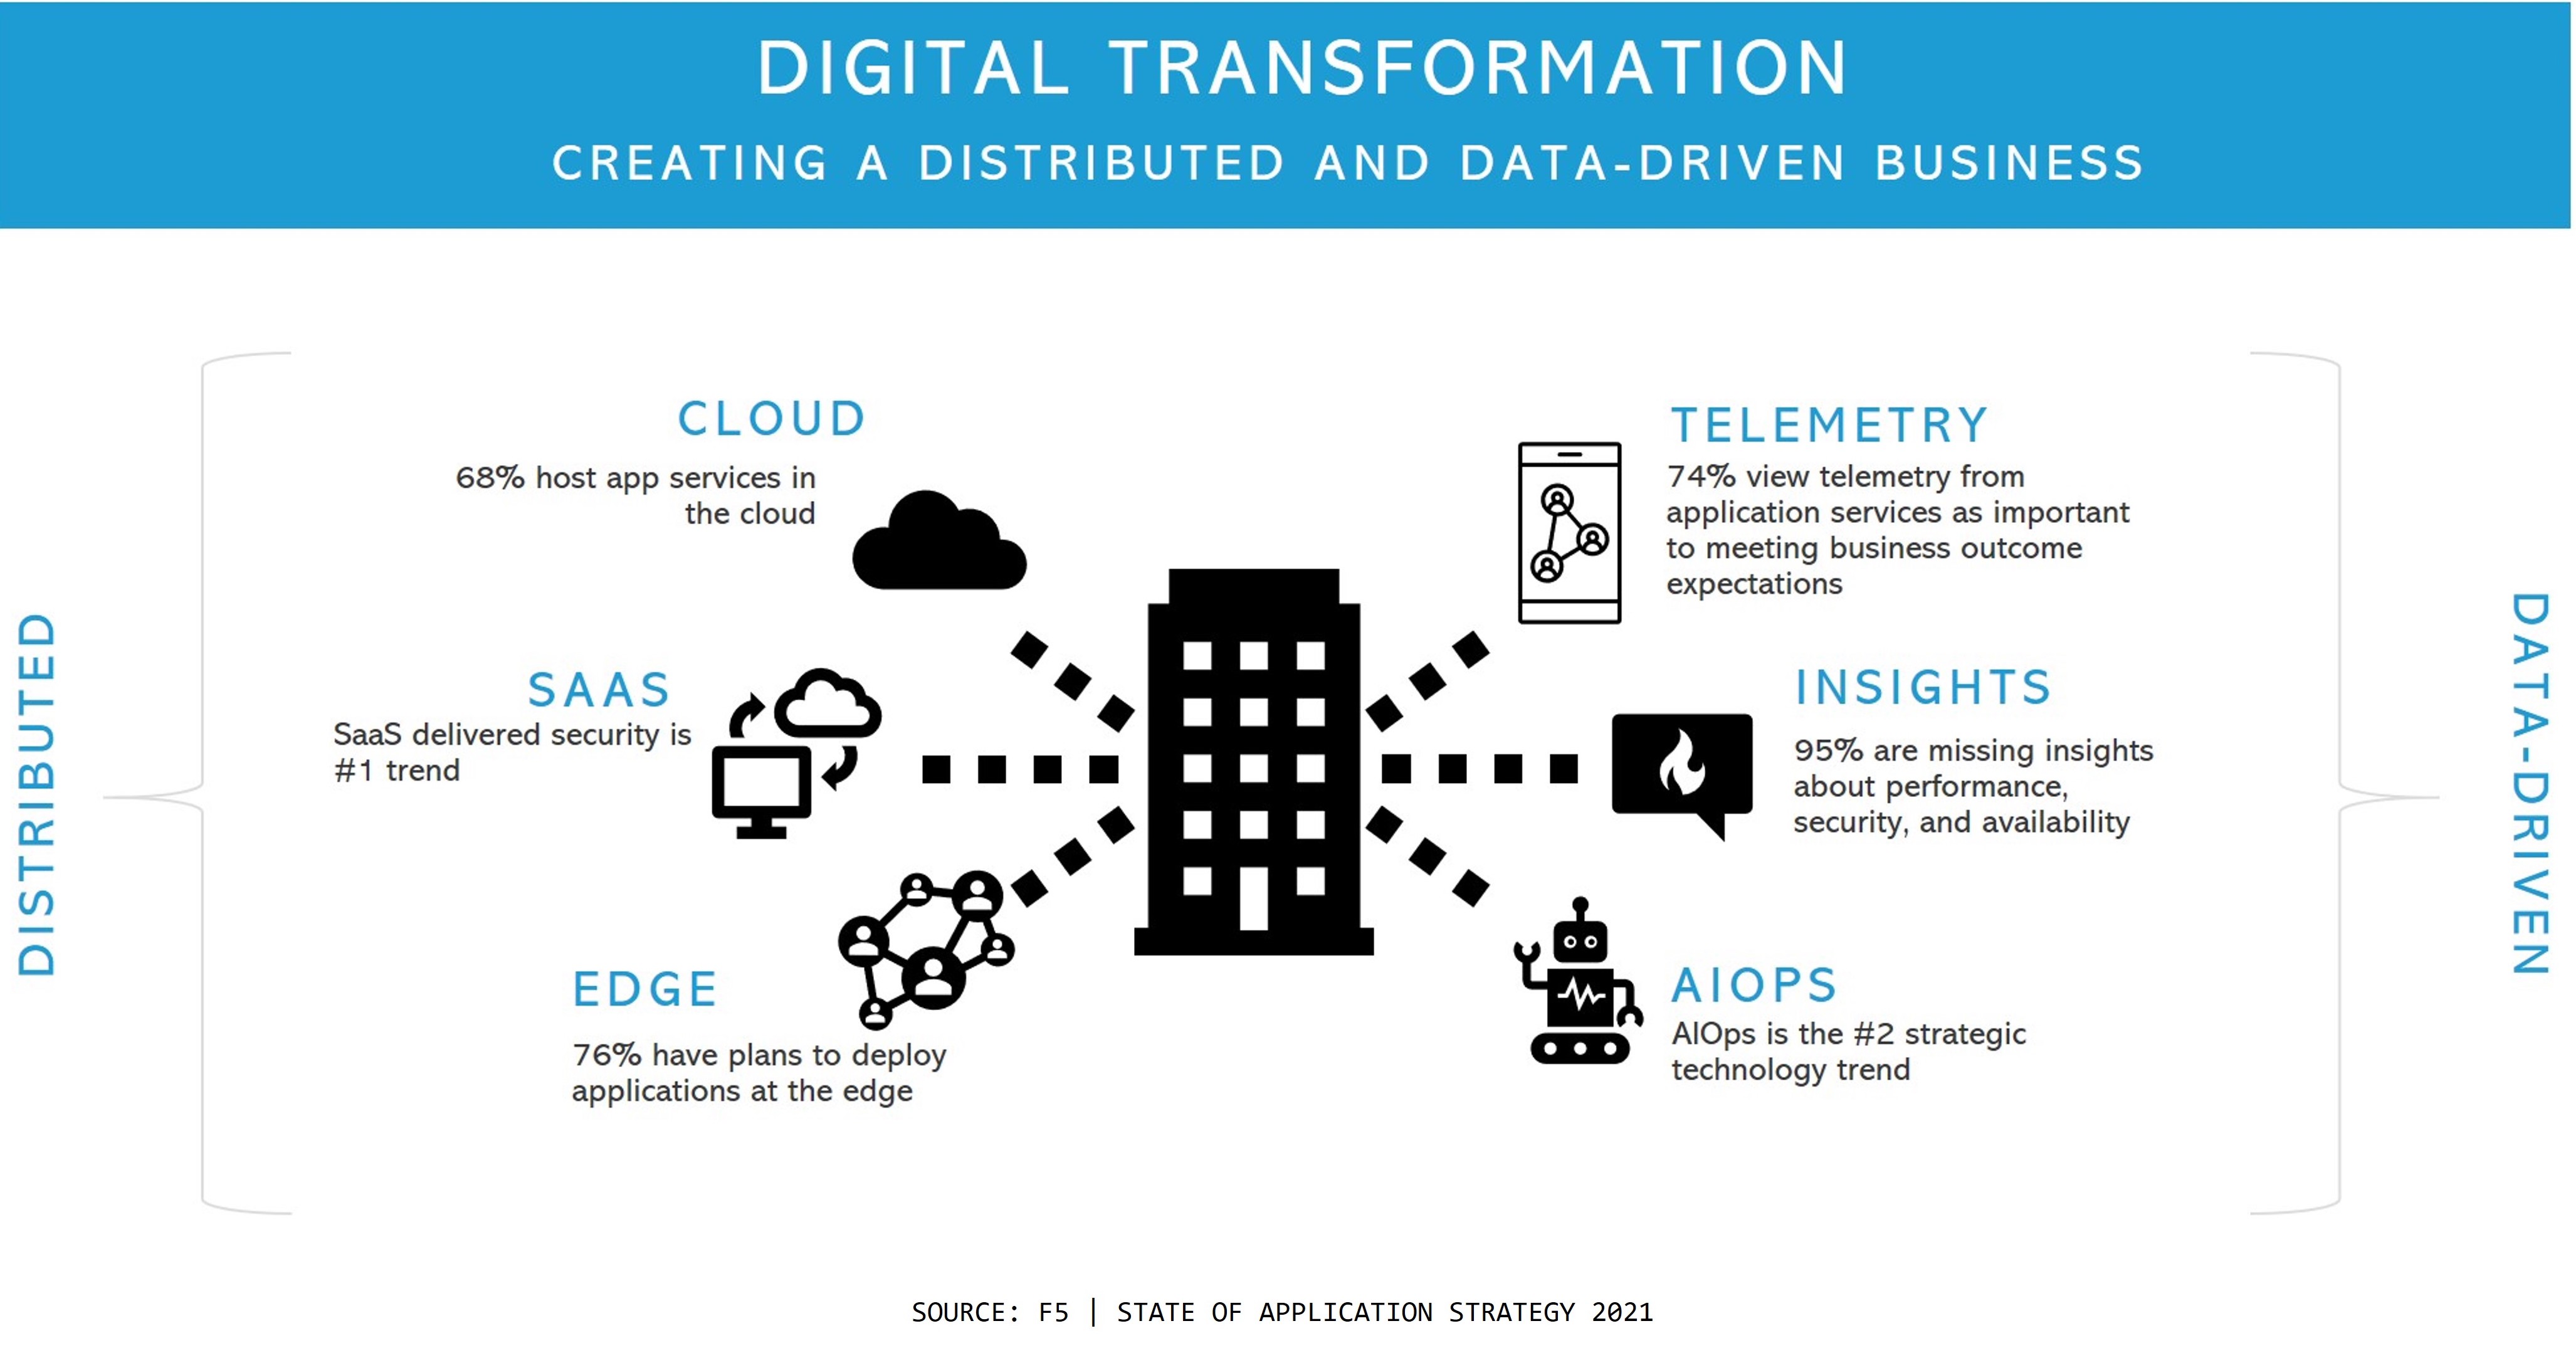 DIGITAL TRANSFORMATION
CREATING A DISTRIBUTED AND DATA-DRIVEN BUSINESS
DISTRIBUTED
CLOUD
68% host app services in
the cloud
SAAS
SaaS delivered security is
#1 trend
EDGE
76% have plans to deploy
applications at the edge
TELEMETRY
74% view telemetry from
application services as important
to meeting business outcome
expectations
INSIGHTS
95% are missing insights
about performance,
security, and availability
AIOPS
AIOps is the #2 strategic
technology trend
DATA-DRIVEN
SOURCE: F5 | STATE OF APPLICATION STRATEGY 2021